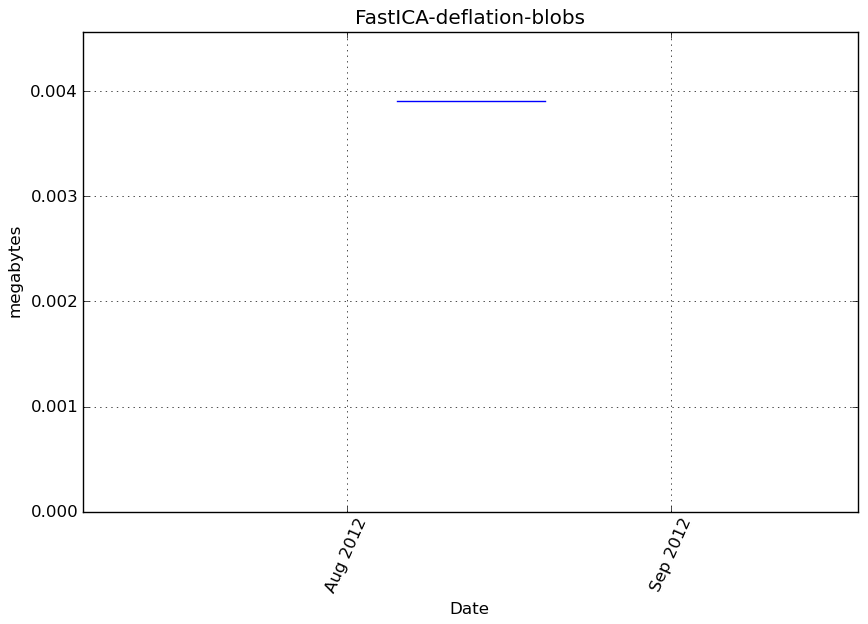 FastICA-deflation-blobs
0.004
0.003
megabytes
0.002
0.001
0.000
Aug 2012
Sep 2012
Date